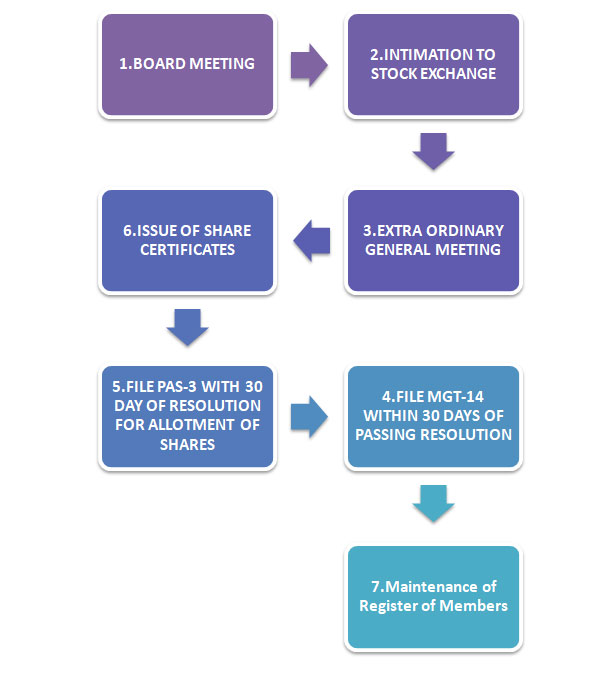 1.BOARD MEETING
2.INTIMATION TO
STOCK EXCHANGE
6.ISSUE OF SHARE
CERTIFICATES
3.EXTRA ORDINARY
GENERAL MEETING
5.FILE PAS-3 WITH 30
DAY OF RESOLUTION
FOR ALLOTMENT OF
SHARES
4.FILE MGT-14
WITHIN 30 DAYS OF
PASSING RESOLUTION
7.Maintenance of
Register of Members